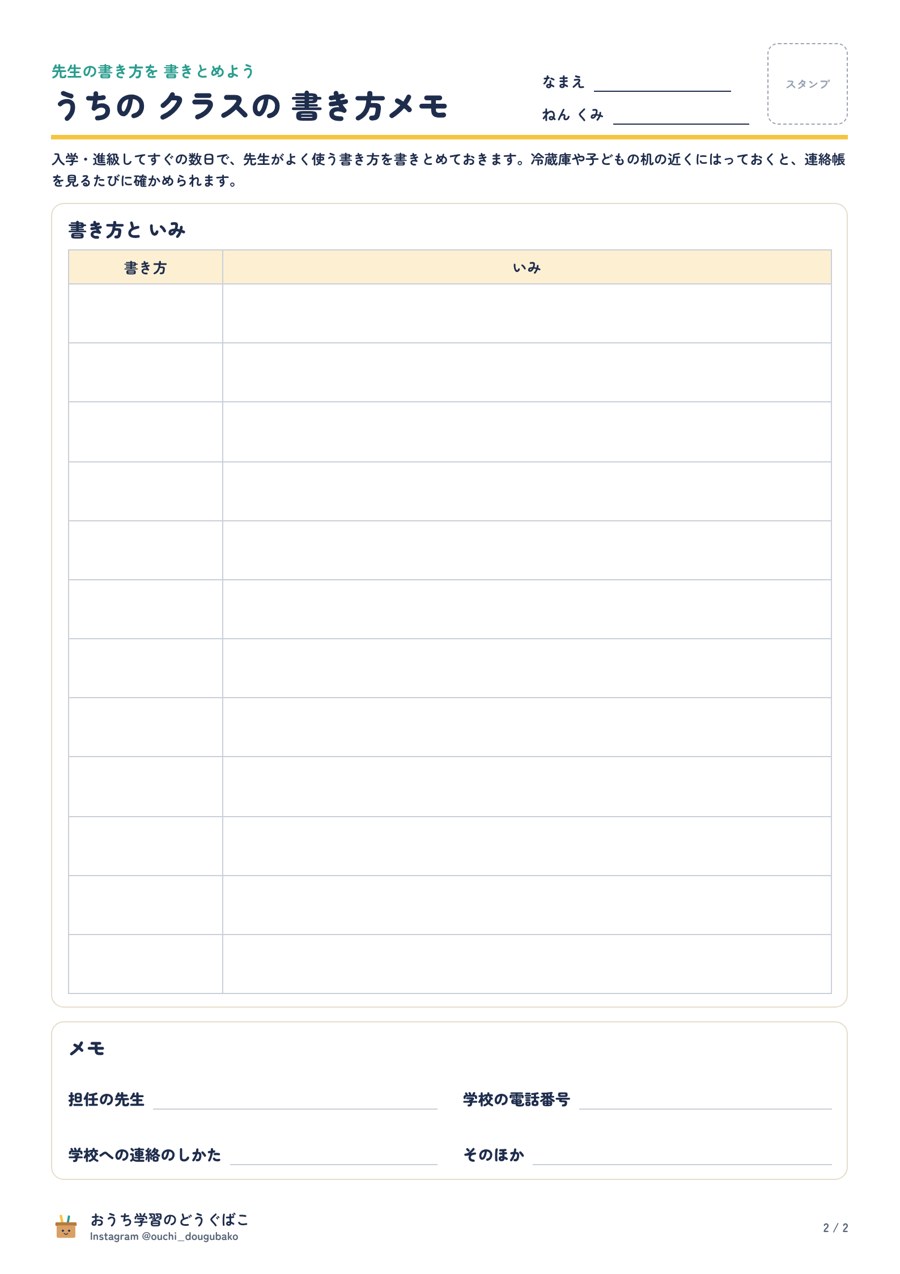 先生の書き方を 書きとめよう
うちの クラスの 書き方メモ
なまえ
ねん くみ
スタンプ
入学・進級してすぐの数日で、先生がよく使う書き方を書きとめておきます。冷蔵庫や子どもの机の近くにはっておくと、連絡帳
を見るたびに確かめられます。
書き方と いみ
書き方 いみ
メモ
担任の先生 学校の電話番号
学校への連絡のしかた そのほか
おうち学習のどうぐばこ
Instagram @ouchi_dougubako
2 / 2